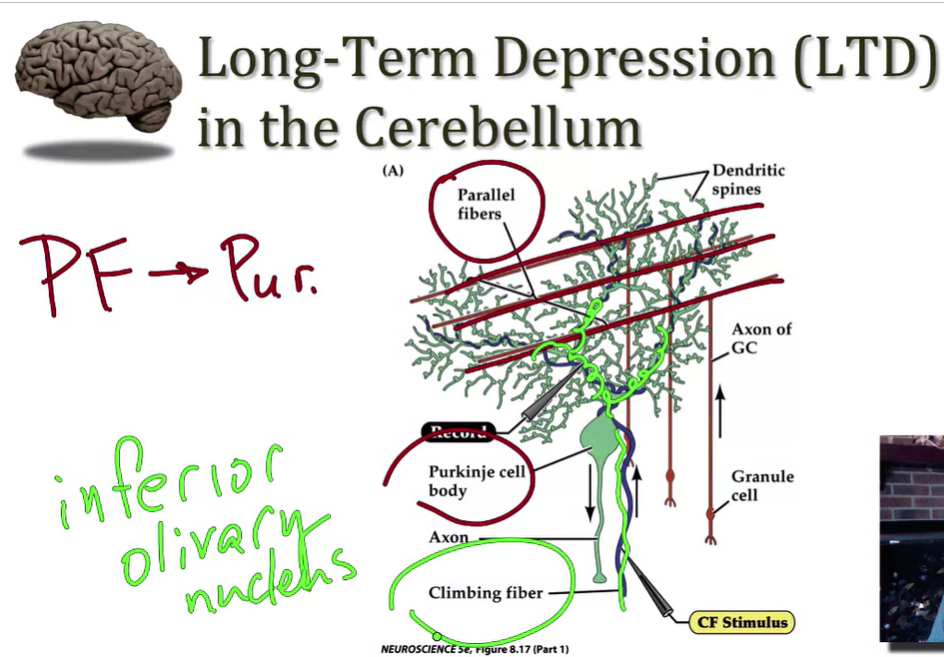 Long-Term Depression (LTD)
in the Cerebellum
(A)
Parallel
fibers
Dendritic
spines
PF → Pur.
Axon of
GC
Record
Purkinje cell
body
Granule
cell
inferior
olivary
nucleus
Axon
Climbing fiber
CF Stimulus
NEUROSCIENCE 5e, Figure 8.17 (Part 1)